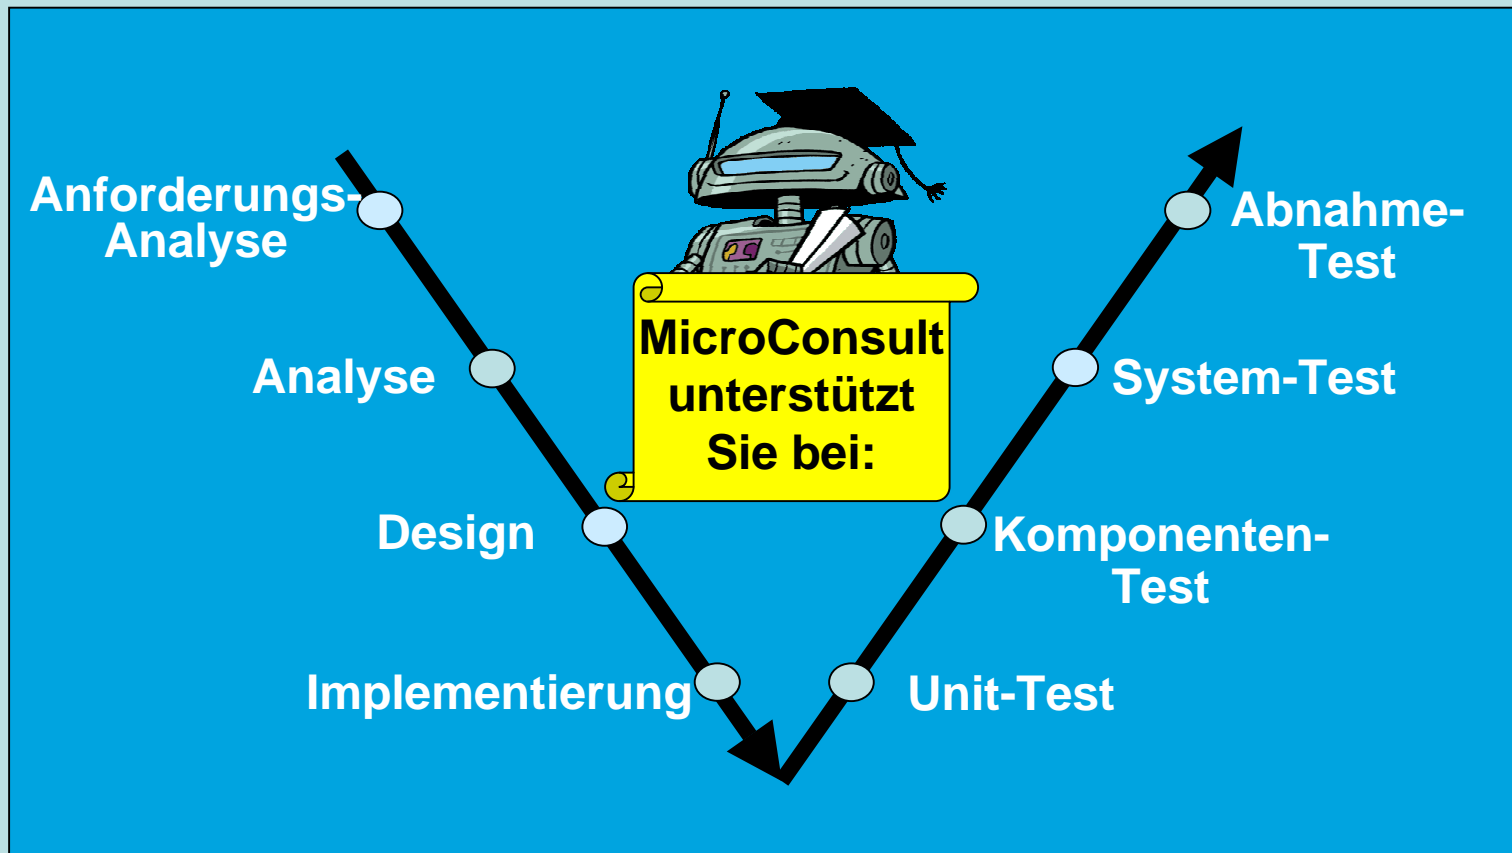 Anforderungs-
Analyse
Analyse
Design
Implementierung
MicroConsult
unterstützt
Sie bei:
Abnahme-
Test
System-Test
Komponenten-
Test
Unit-Test